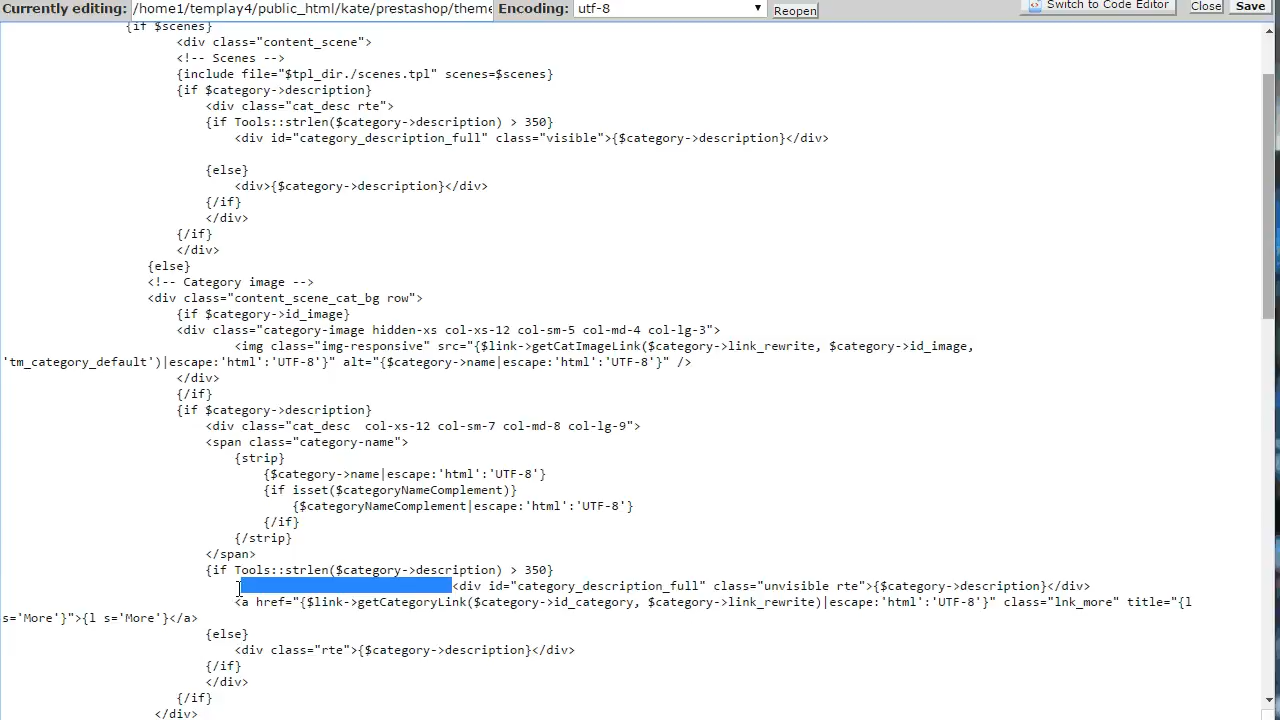 Currently editing: /home1/templay4/public_html/kate/prestashop/theme Encoding: utf-8 Reopen Switch to Code Editor Close Save
{if $scenes}
<div class="content_scene">
<!-- Scenes -->
{include file="$tpl_dir./scenes.tpl" scenes=$scenes}
{if $category->description}
<div class="cat_desc rte">
{if Tools::strlen($category->description) > 350}
<div id="category_description_full" class="visible">{$category->description}</div>
{else}
<div>{$category->description}</div>
{/if}
</div>
{/if}
</div>
{else}
<!-- Category image -->
<div class="content_scene_cat_bg row">
{if $category->id_image}
<div class="category-image hidden-xs col-xs-12 col-sm-5 col-md-4 col-lg-3">
<img class="img-responsive" src="{$link->getCatImageLink($category->link_rewrite, $category->id_image,
'tm_category_default')|escape:'html':'UTF-8'}" alt="{$category->name|escape:'html':'UTF-8'}" />
</div>
{/if}
{if $category->description}
<div class="cat_desc  col-xs-12 col-sm-7 col-md-8 col-lg-9">
<span class="category-name">
{strip}
{$category->name|escape:'html':'UTF-8'}
{if isset($categoryNameComplement)}
{$categoryNameComplement|escape:'html':'UTF-8'}
{/if}
{/strip}
</span>
{if Tools::strlen($category->description) > 350}
<div id="category_description_full" class="unvisible rte">{$category->description}</div>
<a href="{$link->getCategoryLink($category->id_category, $category->link_rewrite)|escape:'html':'UTF-8'}" class="lnk_more" title="{l
s='More'}">{l s='More'}</a>
{else}
<div class="rte">{$category->description}</div>
{/if}
</div>
{/if}
</div>